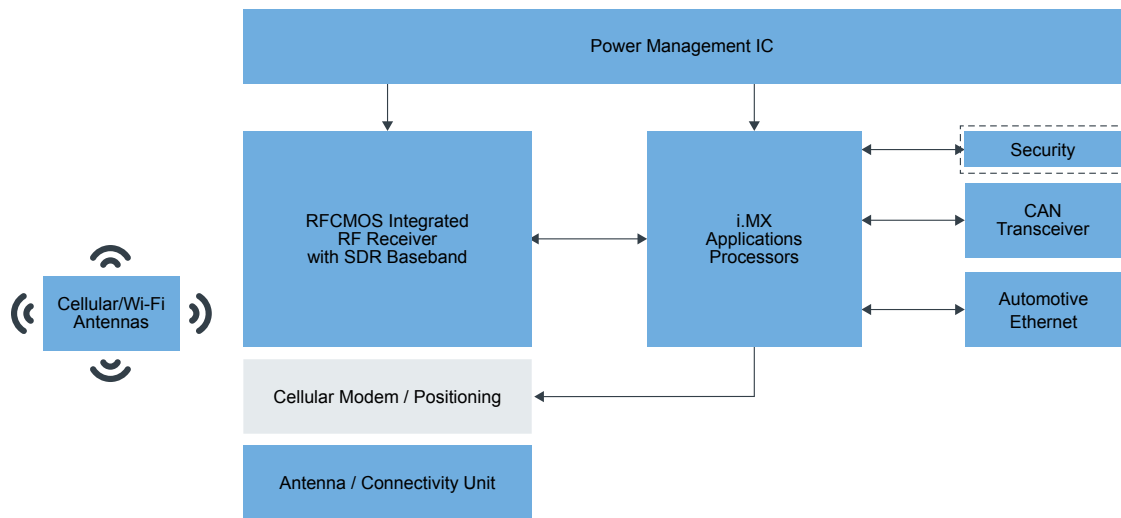 Power Management IC
RFCMOS Integrated
RF Receiver
with SDR Baseband
i.MX
Applications
Processors
Security
CAN
Transceiver
Automotive
Ethernet
Cellular/Wi-Fi
Antennas
Cellular Modem / Positioning
Antenna / Connectivity Unit